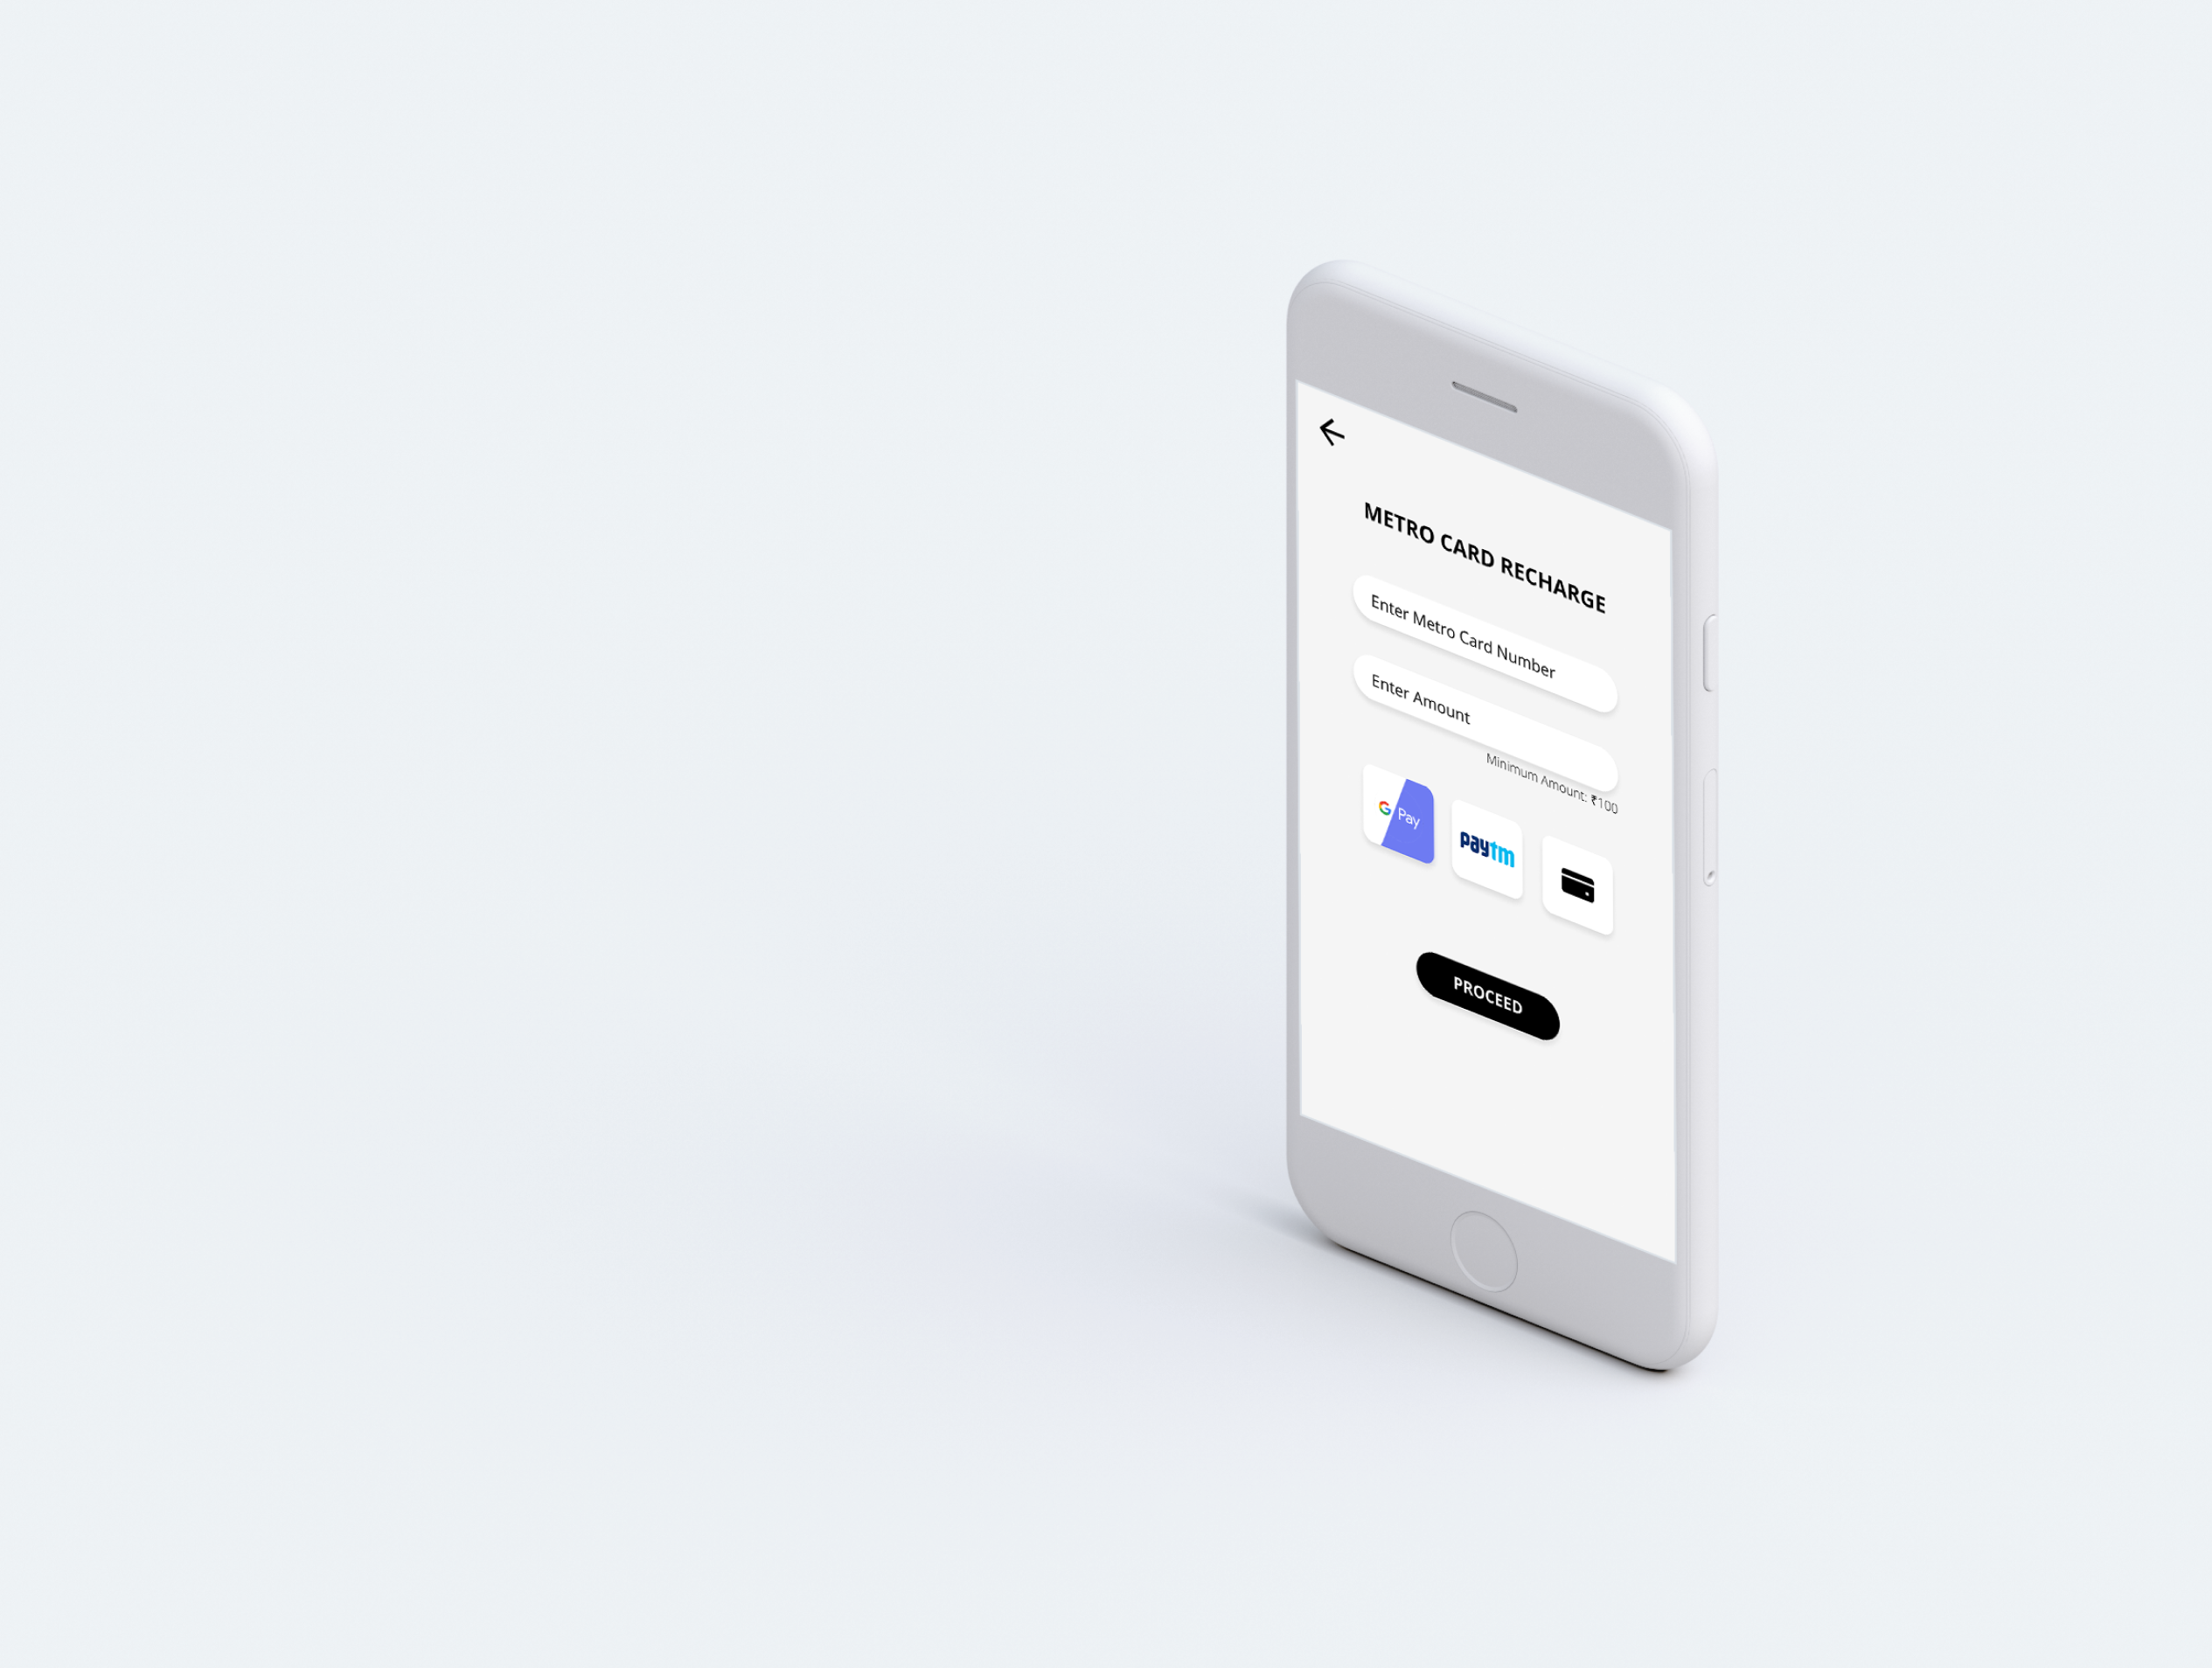 METRO CARD RECHARGE
Enter Metro Card Number
Enter Amount
Minimum Amount: ₹100
G Pay
paytm
PROCEED